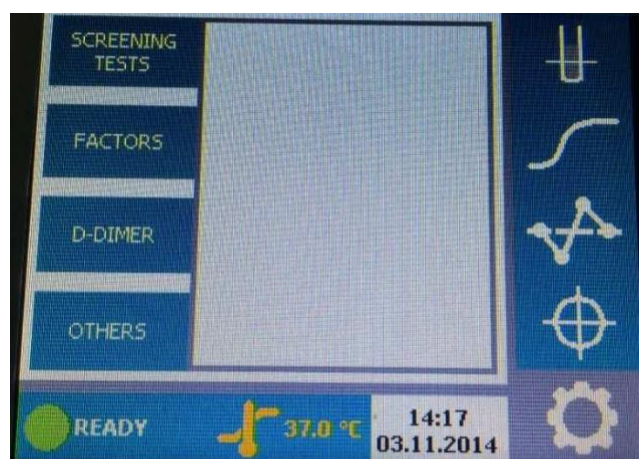 SCREENING
TESTS
FACTORS
D-DIMER
OTHERS
READY
37.0 °C
14:17
03.11.2014